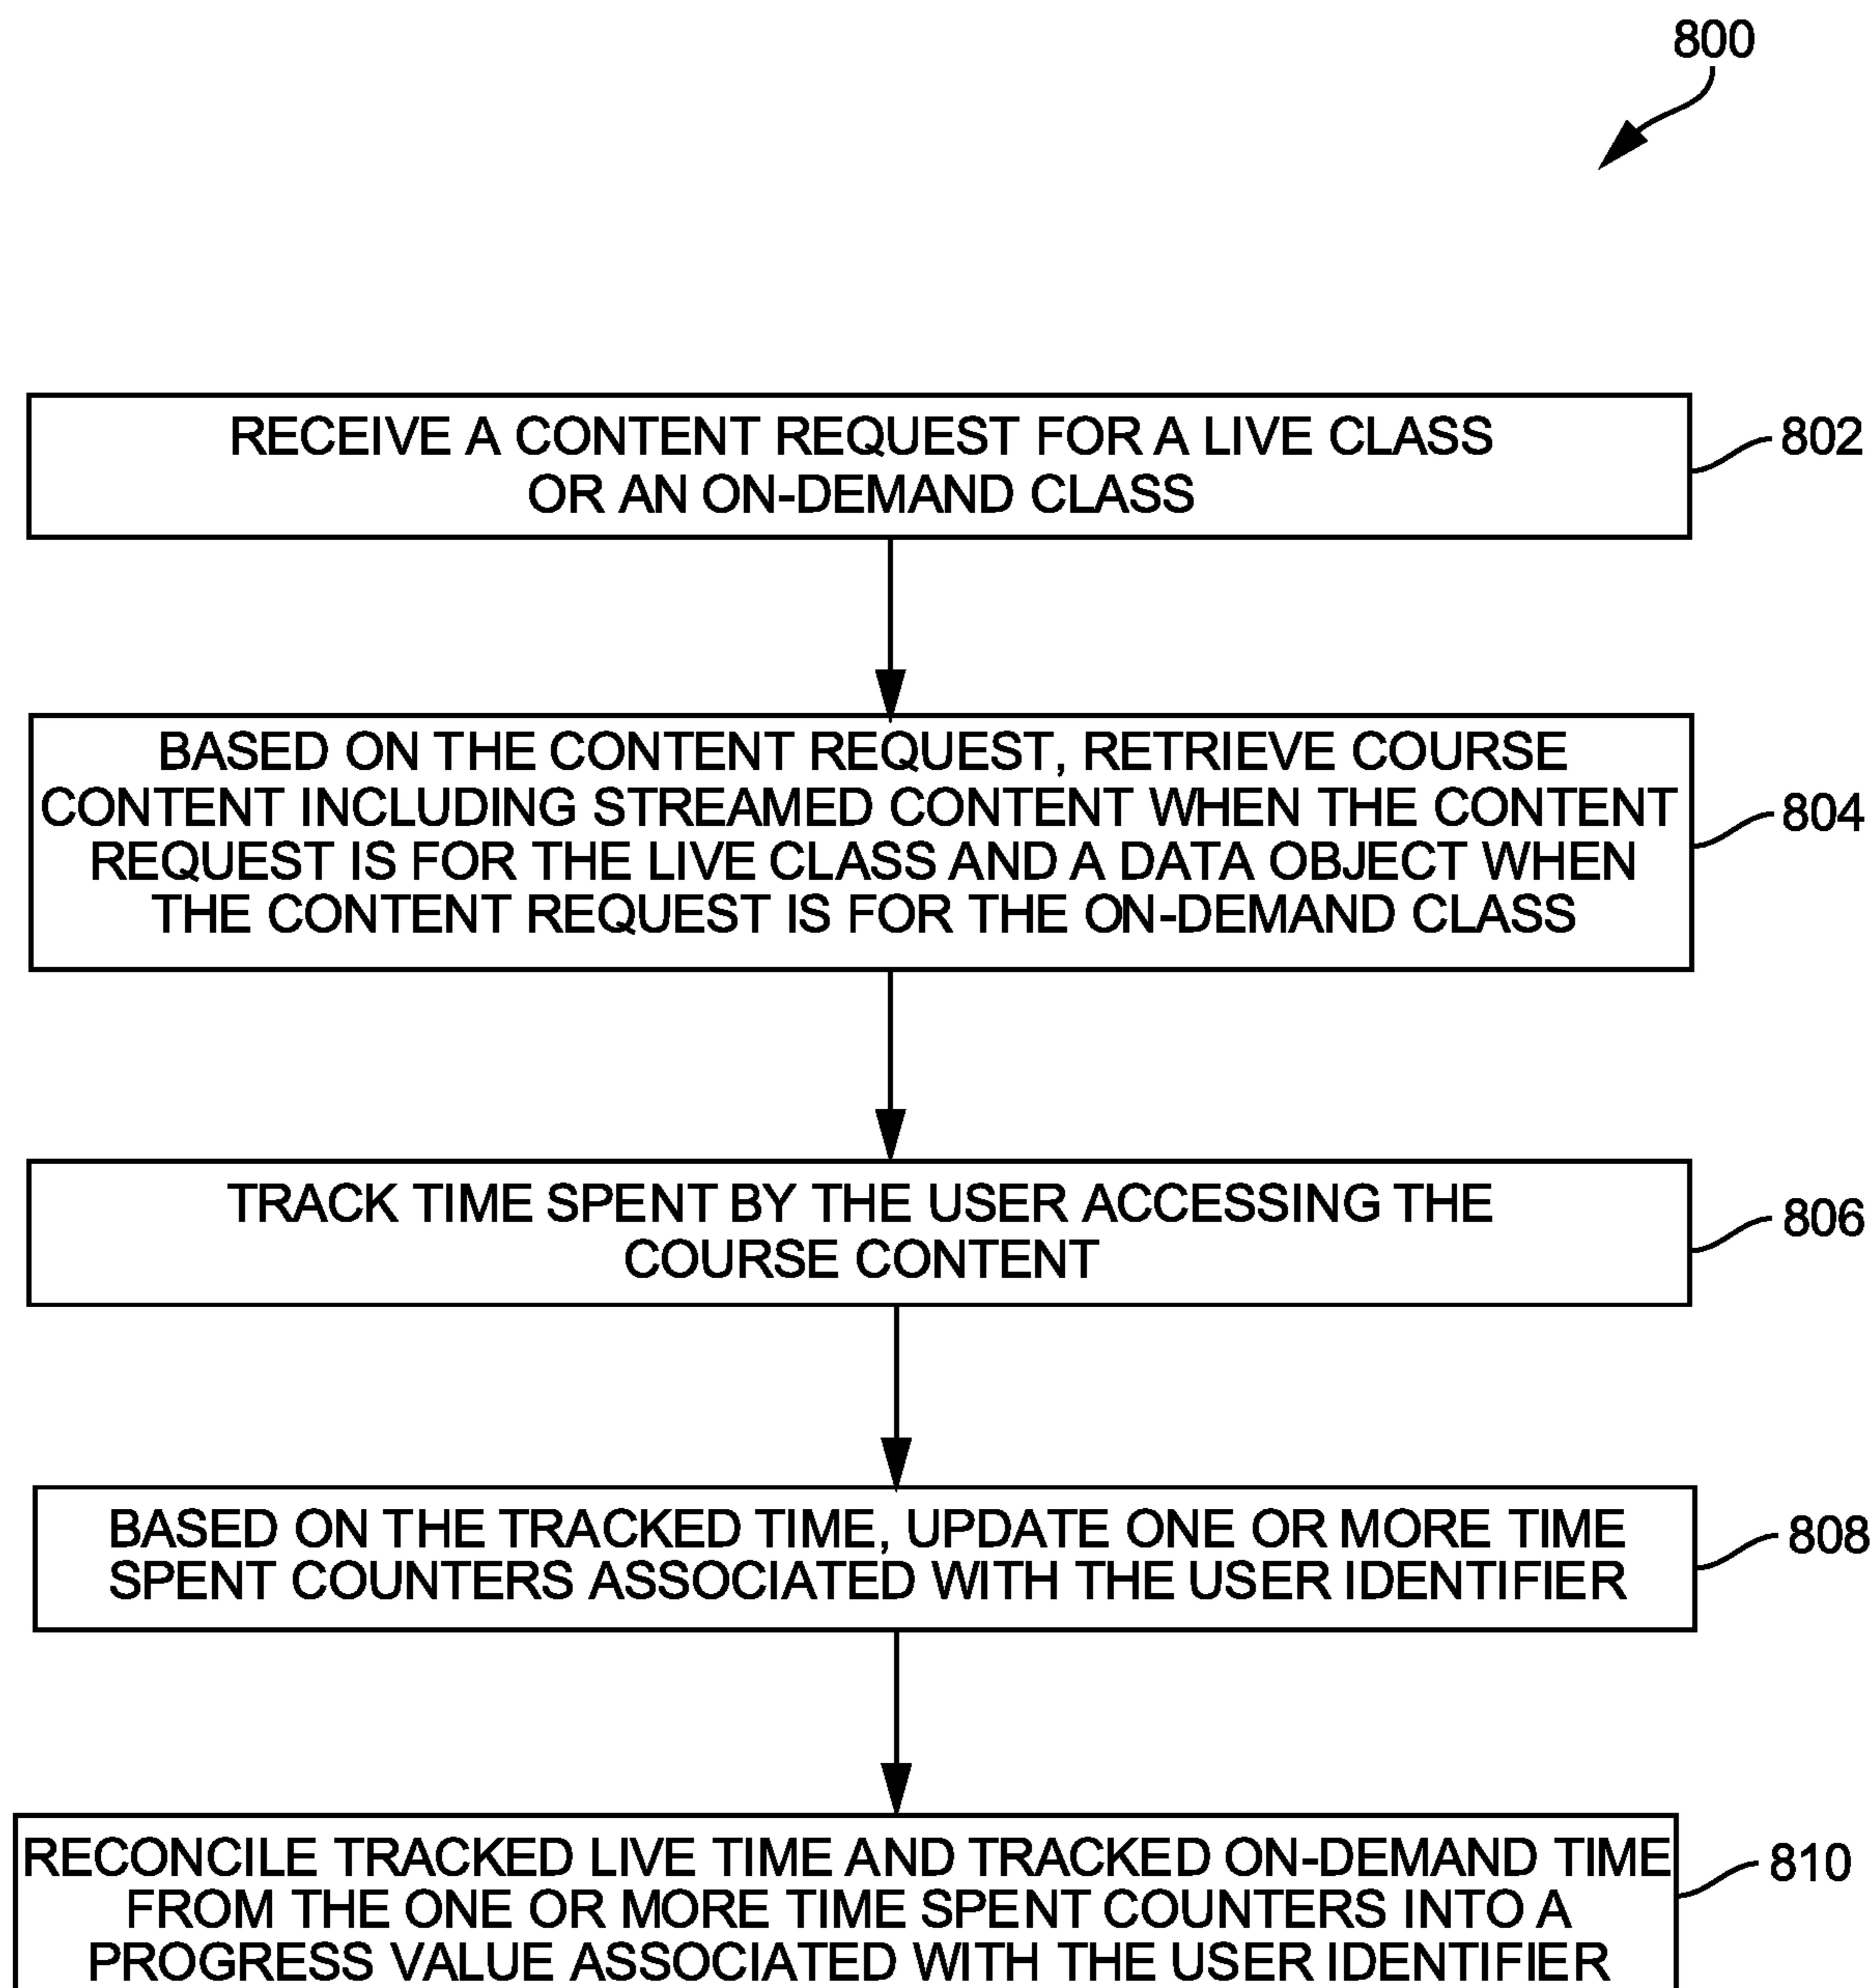 800
RECEIVE A CONTENT REQUEST FOR A LIVE CLASS
OR AN ON-DEMAND CLASS
802
BASED ON THE CONTENT REQUEST, RETRIEVE COURSE
CONTENT INCLUDING STREAMED CONTENT WHEN THE CONTENT
REQUEST IS FOR THE LIVE CLASS AND A DATA OBJECT WHEN
THE CONTENT REQUEST IS FOR THE ON-DEMAND CLASS
804
TRACK TIME SPENT BY THE USER ACCESSING THE
COURSE CONTENT
806
BASED ON THE TRACKED TIME, UPDATE ONE OR MORE TIME
SPENT COUNTERS ASSOCIATED WITH THE USER IDENTIFIER
808
RECONCILE TRACKED LIVE TIME AND TRACKED ON-DEMAND TIME
FROM THE ONE OR MORE TIME SPENT COUNTERS INTO A
PROGRESS VALUE ASSOCIATED WITH THE USER IDENTIFIER
810